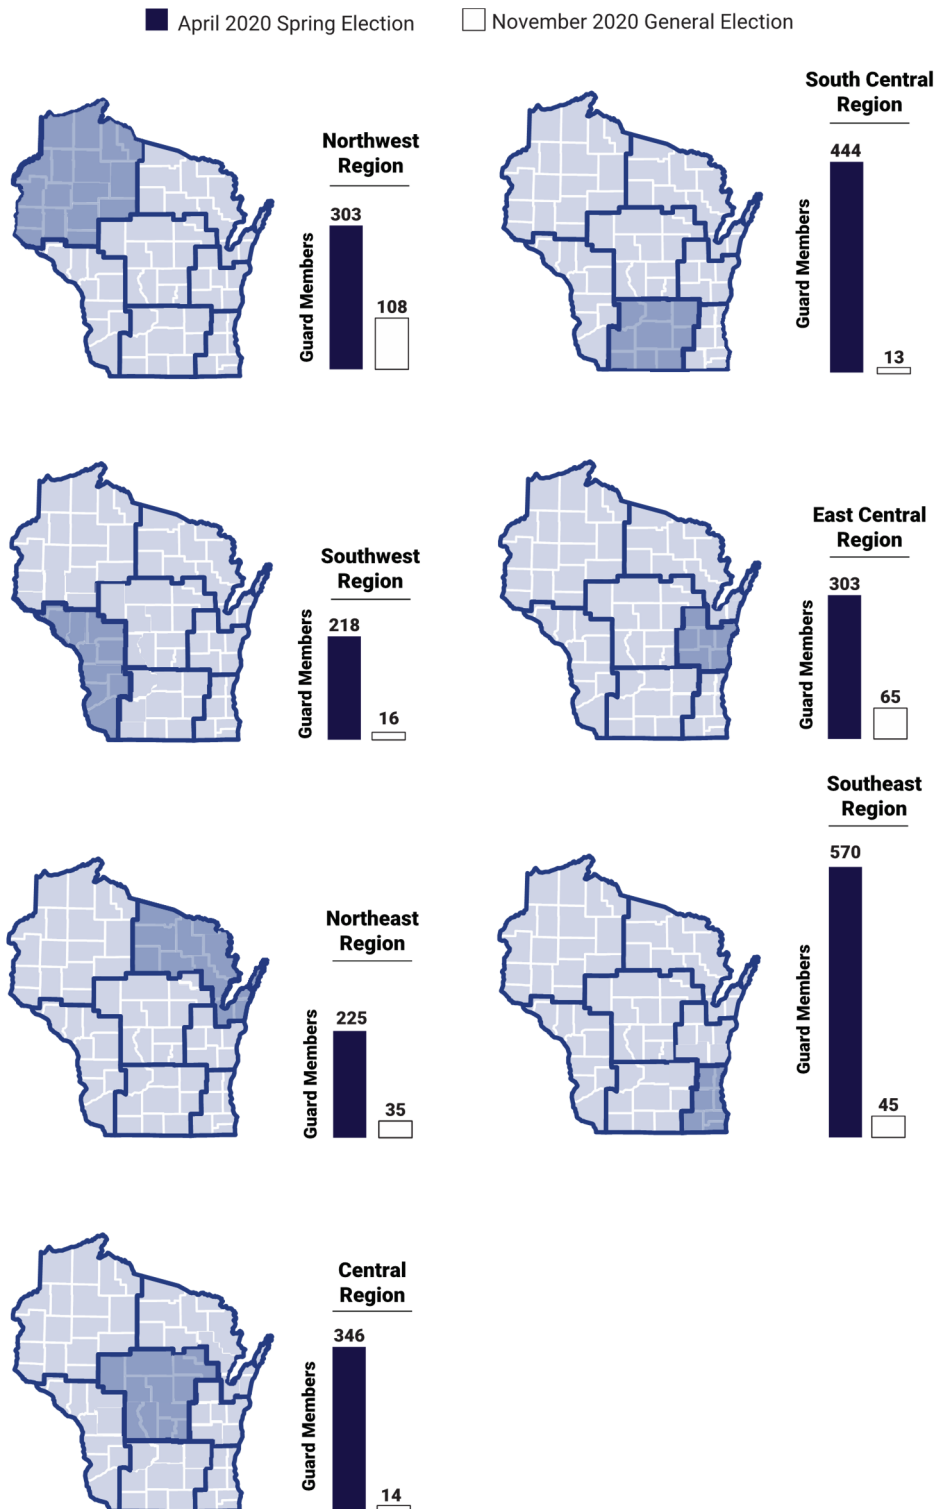 April 2020 Spring Election
November 2020 General Election
Northwest
Region
303
108
Guard Members
South Central
Region
444
13
Guard Members
Southwest
Region
218
16
Guard Members
East Central
Region
303
65
Guard Members
Northeast
Region
225
35
Guard Members
Southeast
Region
570
45
Guard Members
Central
Region
346
14
Guard Members